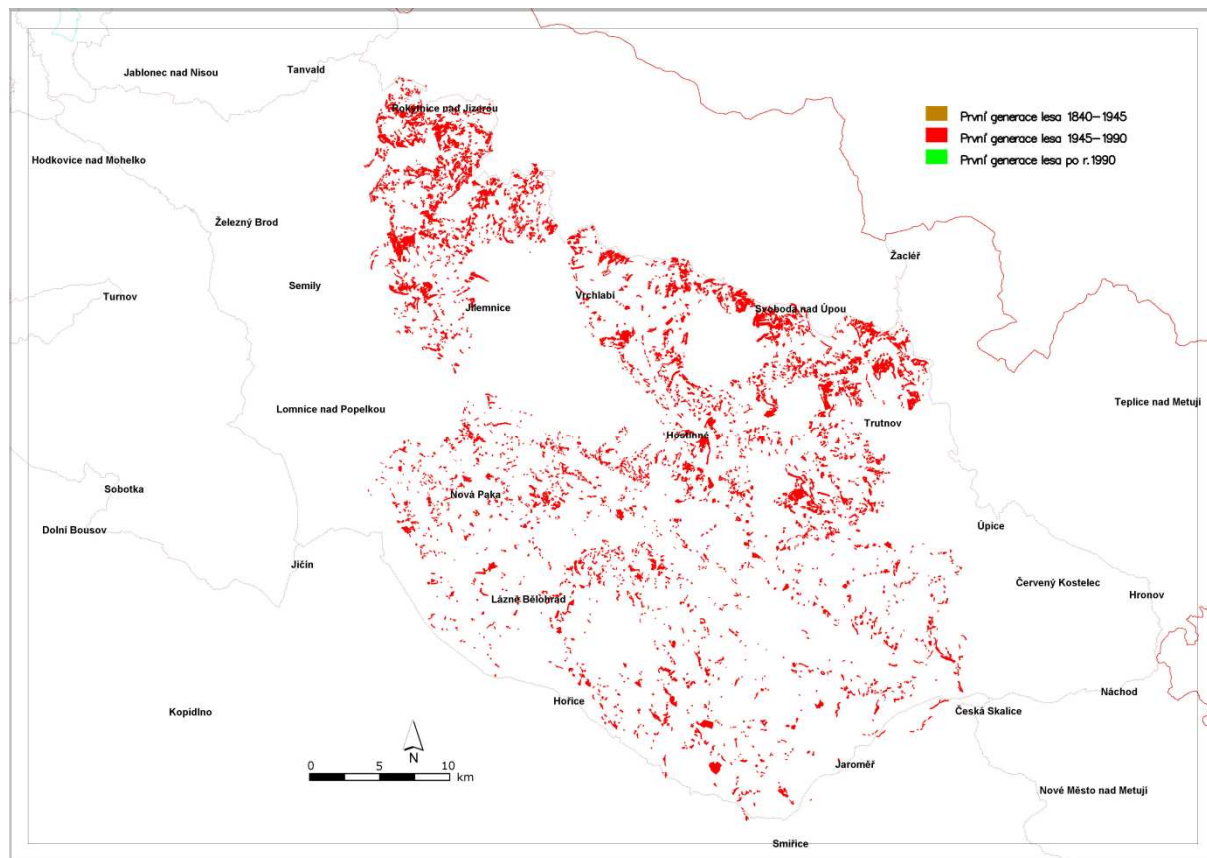 Jablonec nad Nisou
Tanvald
Rokytnice nad Jizerou
První generace lesa 1840–1945
První generace lesa 1945–1990
První generace lesa po r.1990
Hodkovice nad Mohelko
Železný Brod
Žacléř
Semily
Turnov
Vrchlabí
Jilemnice
Svoboda nad Úpou
Lomnice nad Popelkou
Teplice nad Metují
Trutnov
Hostinné
Sobotka
Nová Paka
Dolní Bousov
Úpice
Jičín
Červený Kostelec
Hronov
Lázně Bělohrad
Hořice
Náchod
Kopidlno
Česká Skalice
N
0 5 10
km
Jaroměř
Nové Město nad Metují
Smiřice